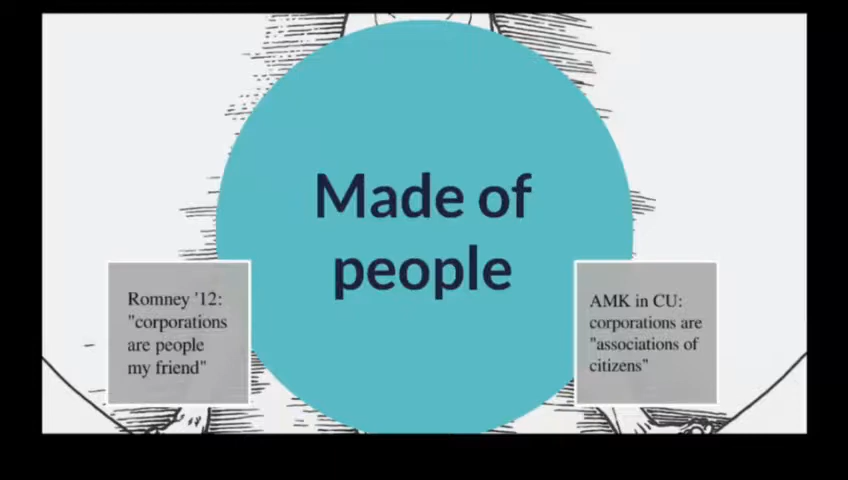 Made of
people
Romney '12:
"corporations
are people
my friend"
AMK in CU:
corporations are
"associations of
citizens"